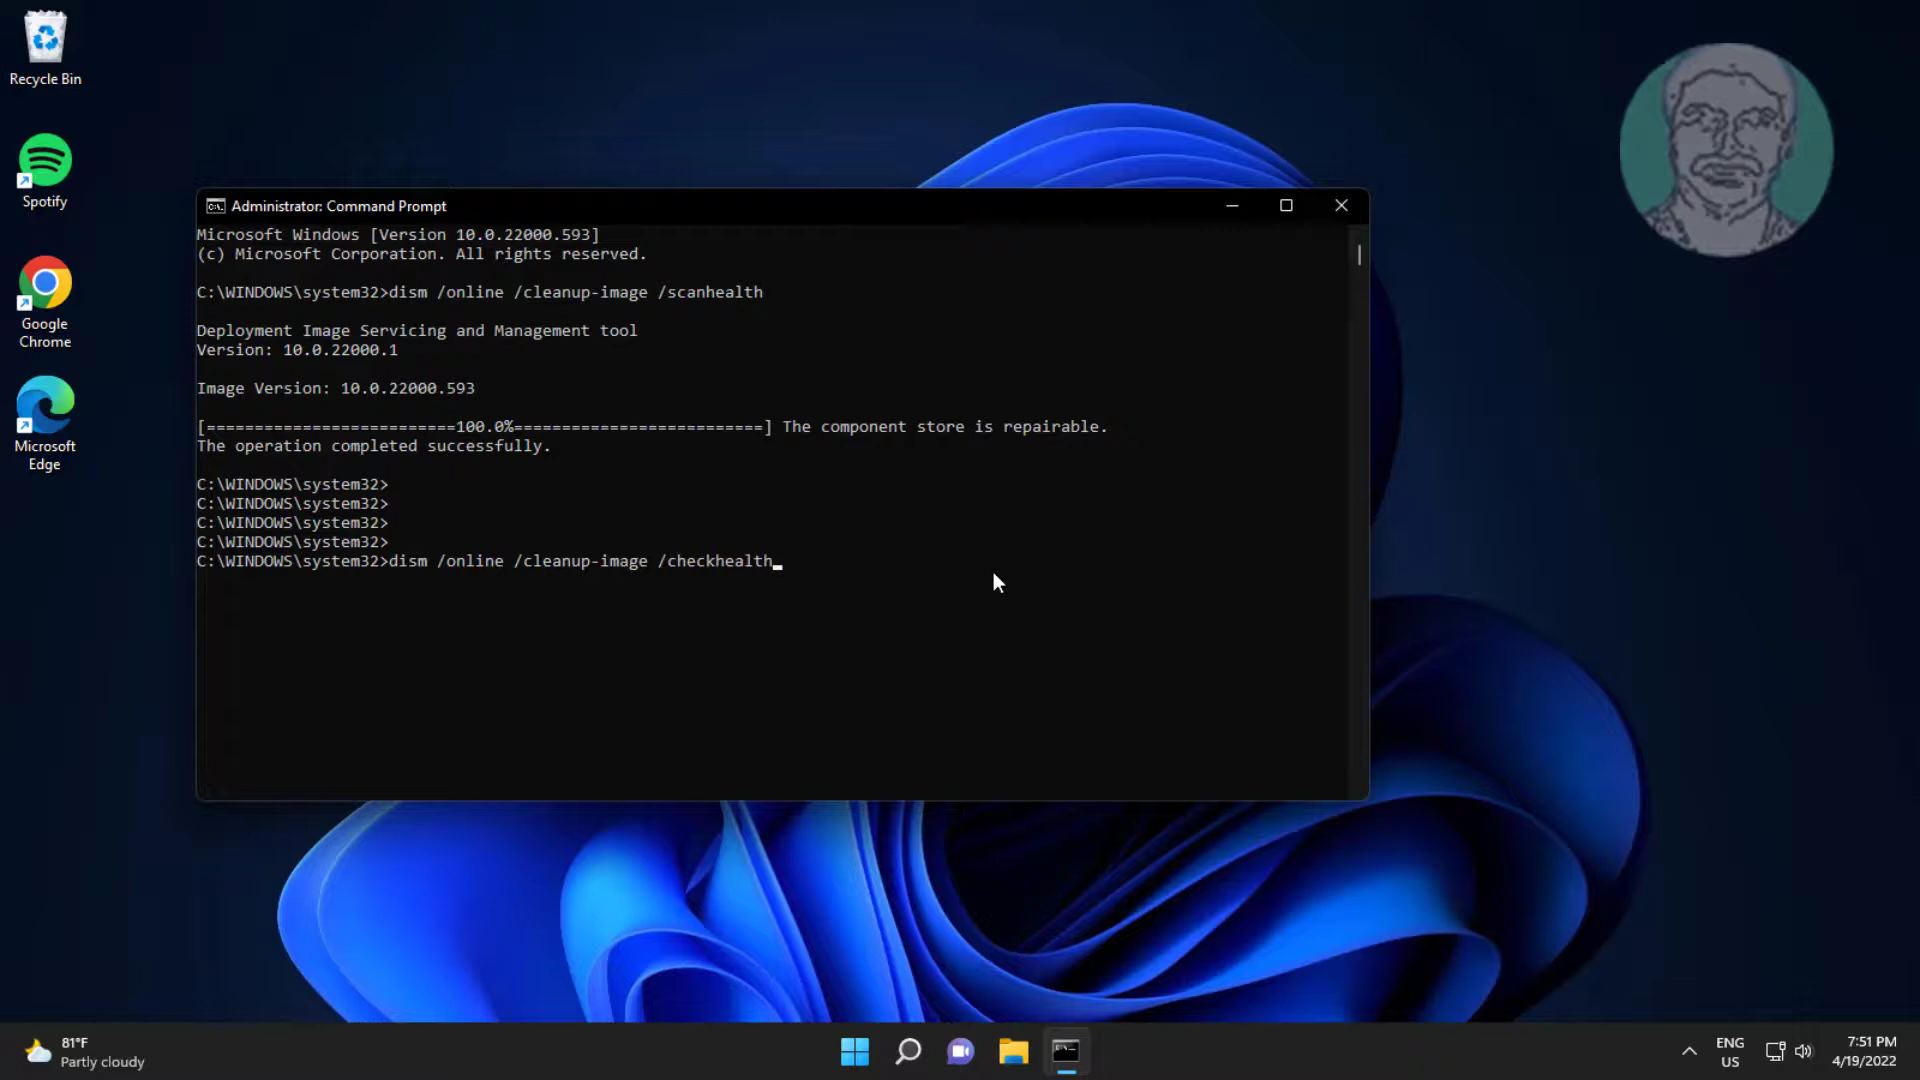 Recycle Bin
Spotify
Google
Chrome
Microsoft
Edge
Administrator: Command Prompt
Microsoft Windows [Version 10.0.22000.593]
(c) Microsoft Corporation. All rights reserved.
C:\WINDOWS\system32>dism /online /cleanup-image /scanhealth
Deployment Image Servicing and Management tool
Version: 10.0.22000.1
Image Version: 10.0.22000.593
[==========================100.0%==========================] The component store is repairable.
The operation completed successfully.
C:\WINDOWS\system32>
C:\WINDOWS\system32>
C:\WINDOWS\system32>
C:\WINDOWS\system32>
C:\WINDOWS\system32>dism /online /cleanup-image /checkhealth_
81°F
Partly cloudy
ENG
US
7:51 PM
4/19/2022